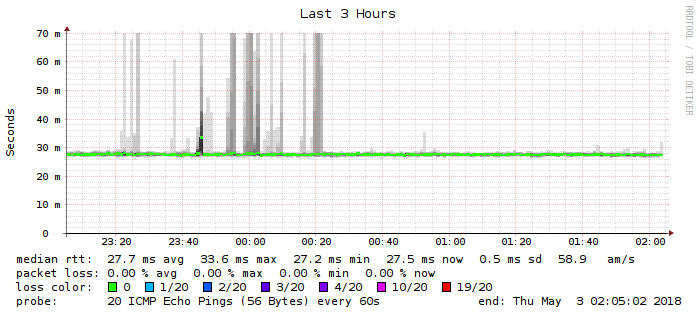 Last 3 Hours
RRDTOOL / TOBI OETIKER
Seconds
70 m
60 m
50 m
40 m
30 m
20 m
10 m
0
23:20 23:40 00:00 00:20 00:40 01:00 01:20 01:40 02:00
median rtt: 27.7 ms avg 33.6 ms max 27.2 ms min 27.5 ms now 0.5 ms sd 58.9 am/s
packet loss: 0.00 % avg 0.00 % max 0.00 % min 0.00 % now
loss color: 0 1/20 2/20 3/20 4/20 10/20 19/20
probe: 20 ICMP Echo Pings (56 Bytes) every 60s end: Thu May 3 02:05:02 2018